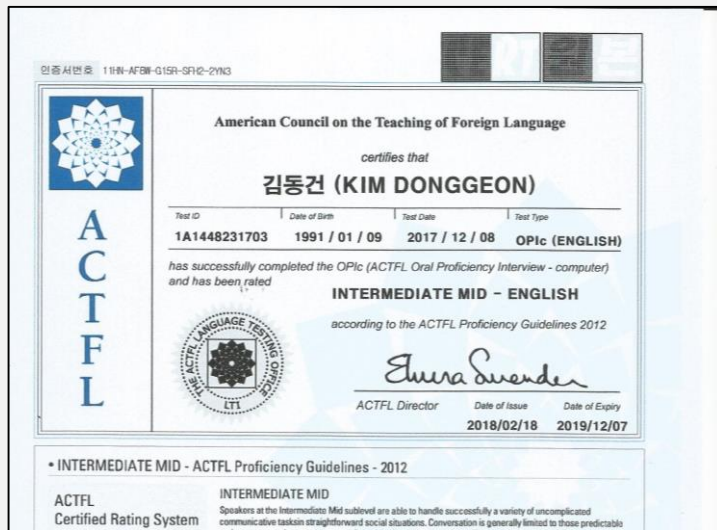 인증서번호 11HN-AFBW-G15R-SFH2-2YN3
American Council on the Teaching of Foreign Language
certifies that
김동건 (KIM DONGGEON)
Test ID Date of Birth Test Date Test Type
1A1448231703 1991 / 01 / 09 2017 / 12 / 08 OPIc (ENGLISH)
has successfully completed the OPIc (ACTFL Oral Proficiency Interview - computer)
and has been rated
INTERMEDIATE MID - ENGLISH
according to the ACTFL Proficiency Guidelines 2012
ACTFL
THE ACTFL LANGUAGE TESTING OFFICE
LTI
ACTFL Director Date of Issue Date of Expiry
2018/02/18 2019/12/07
• INTERMEDIATE MID - ACTFL Proficiency Guidelines - 2012
ACTFL
Certified Rating System
INTERMEDIATE MID
Speakers at the Intermediate Mid sublevel are able to handle successfully a variety of uncomplicated
communicative tasksin straightforward social situations. Conversation is generally limited to those predictable